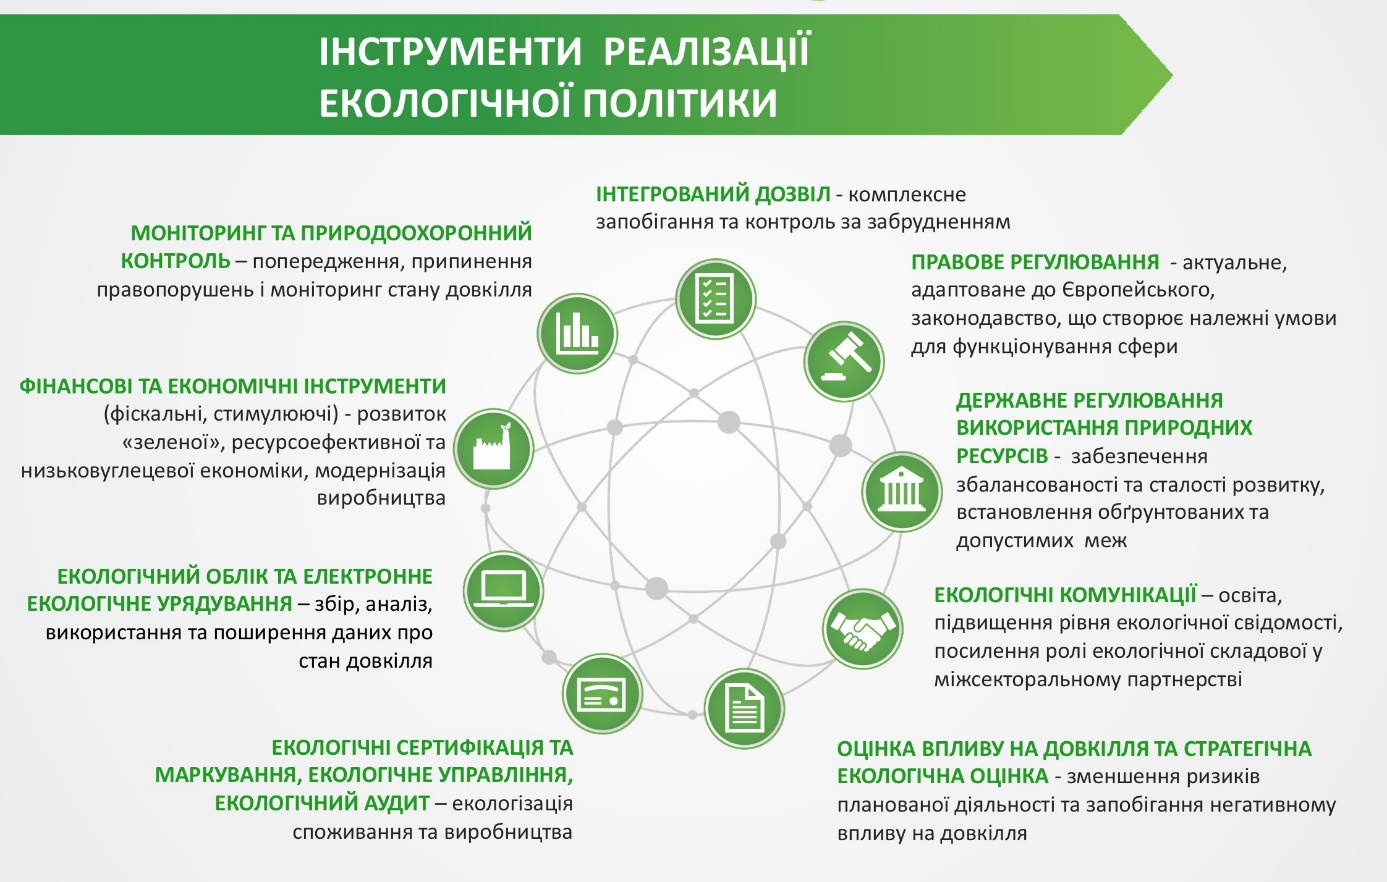 ІНСТРУМЕНТИ РЕАЛІЗАЦІЇ
ЕКОЛОГІЧНОЇ ПОЛІТИКИ
ІНТЕГРОВАНИЙ ДОЗВІЛ - комплексне
запобігання та контроль за забрудненням
МОНІТОРИНГ ТА ПРИРОДООХОРОННИЙ
КОНТРОЛЬ – попередження, припинення
правопорушень і моніторинг стану довкілля
ПРАВОВЕ РЕГУЛЮВАННЯ - актуальне,
адаптоване до Європейського,
законодавство, що створює належні умови
для функціонування сфери
ФІНАНСОВІ ТА ЕКОНОМІЧНІ ІНСТРУМЕНТИ
(фіскальні, стимулюючі) - розвиток
«зеленої», ресурсоефективної та
низьковуглецевої економіки, модернізація
виробництва
ДЕРЖАВНЕ РЕГУЛЮВАННЯ
ВИКОРИСТАННЯ ПРИРОДНИХ
РЕСУРСІВ - забезпечення
збалансованості та сталості розвитку,
встановлення обґрунтованих та
допустимих меж
ЕКОЛОГІЧНИЙ ОБЛІК ТА ЕЛЕКТРОННЕ
ЕКОЛОГІЧНЕ УРЯДУВАННЯ – збір, аналіз,
використання та поширення даних про
стан довкілля
ЕКОЛОГІЧНІ КОМУНІКАЦІЇ – освіта,
підвищення рівня екологічної свідомості,
посилення ролі екологічної складової у
міжсекторальному партнерстві
ЕКОЛОГІЧНІ СЕРТИФІКАЦІЯ ТА
МАРКУВАННЯ, ЕКОЛОГІЧНЕ УПРАВЛІННЯ,
ЕКОЛОГІЧНИЙ АУДИТ – екологізація
споживання та виробництва
ОЦІНКА ВПЛИВУ НА ДОВКІЛЛЯ ТА СТРАТЕГІЧНА
ЕКОЛОГІЧНА ОЦІНКА - зменшення ризиків
планованої діяльності та запобігання негативному
впливу на довкілля